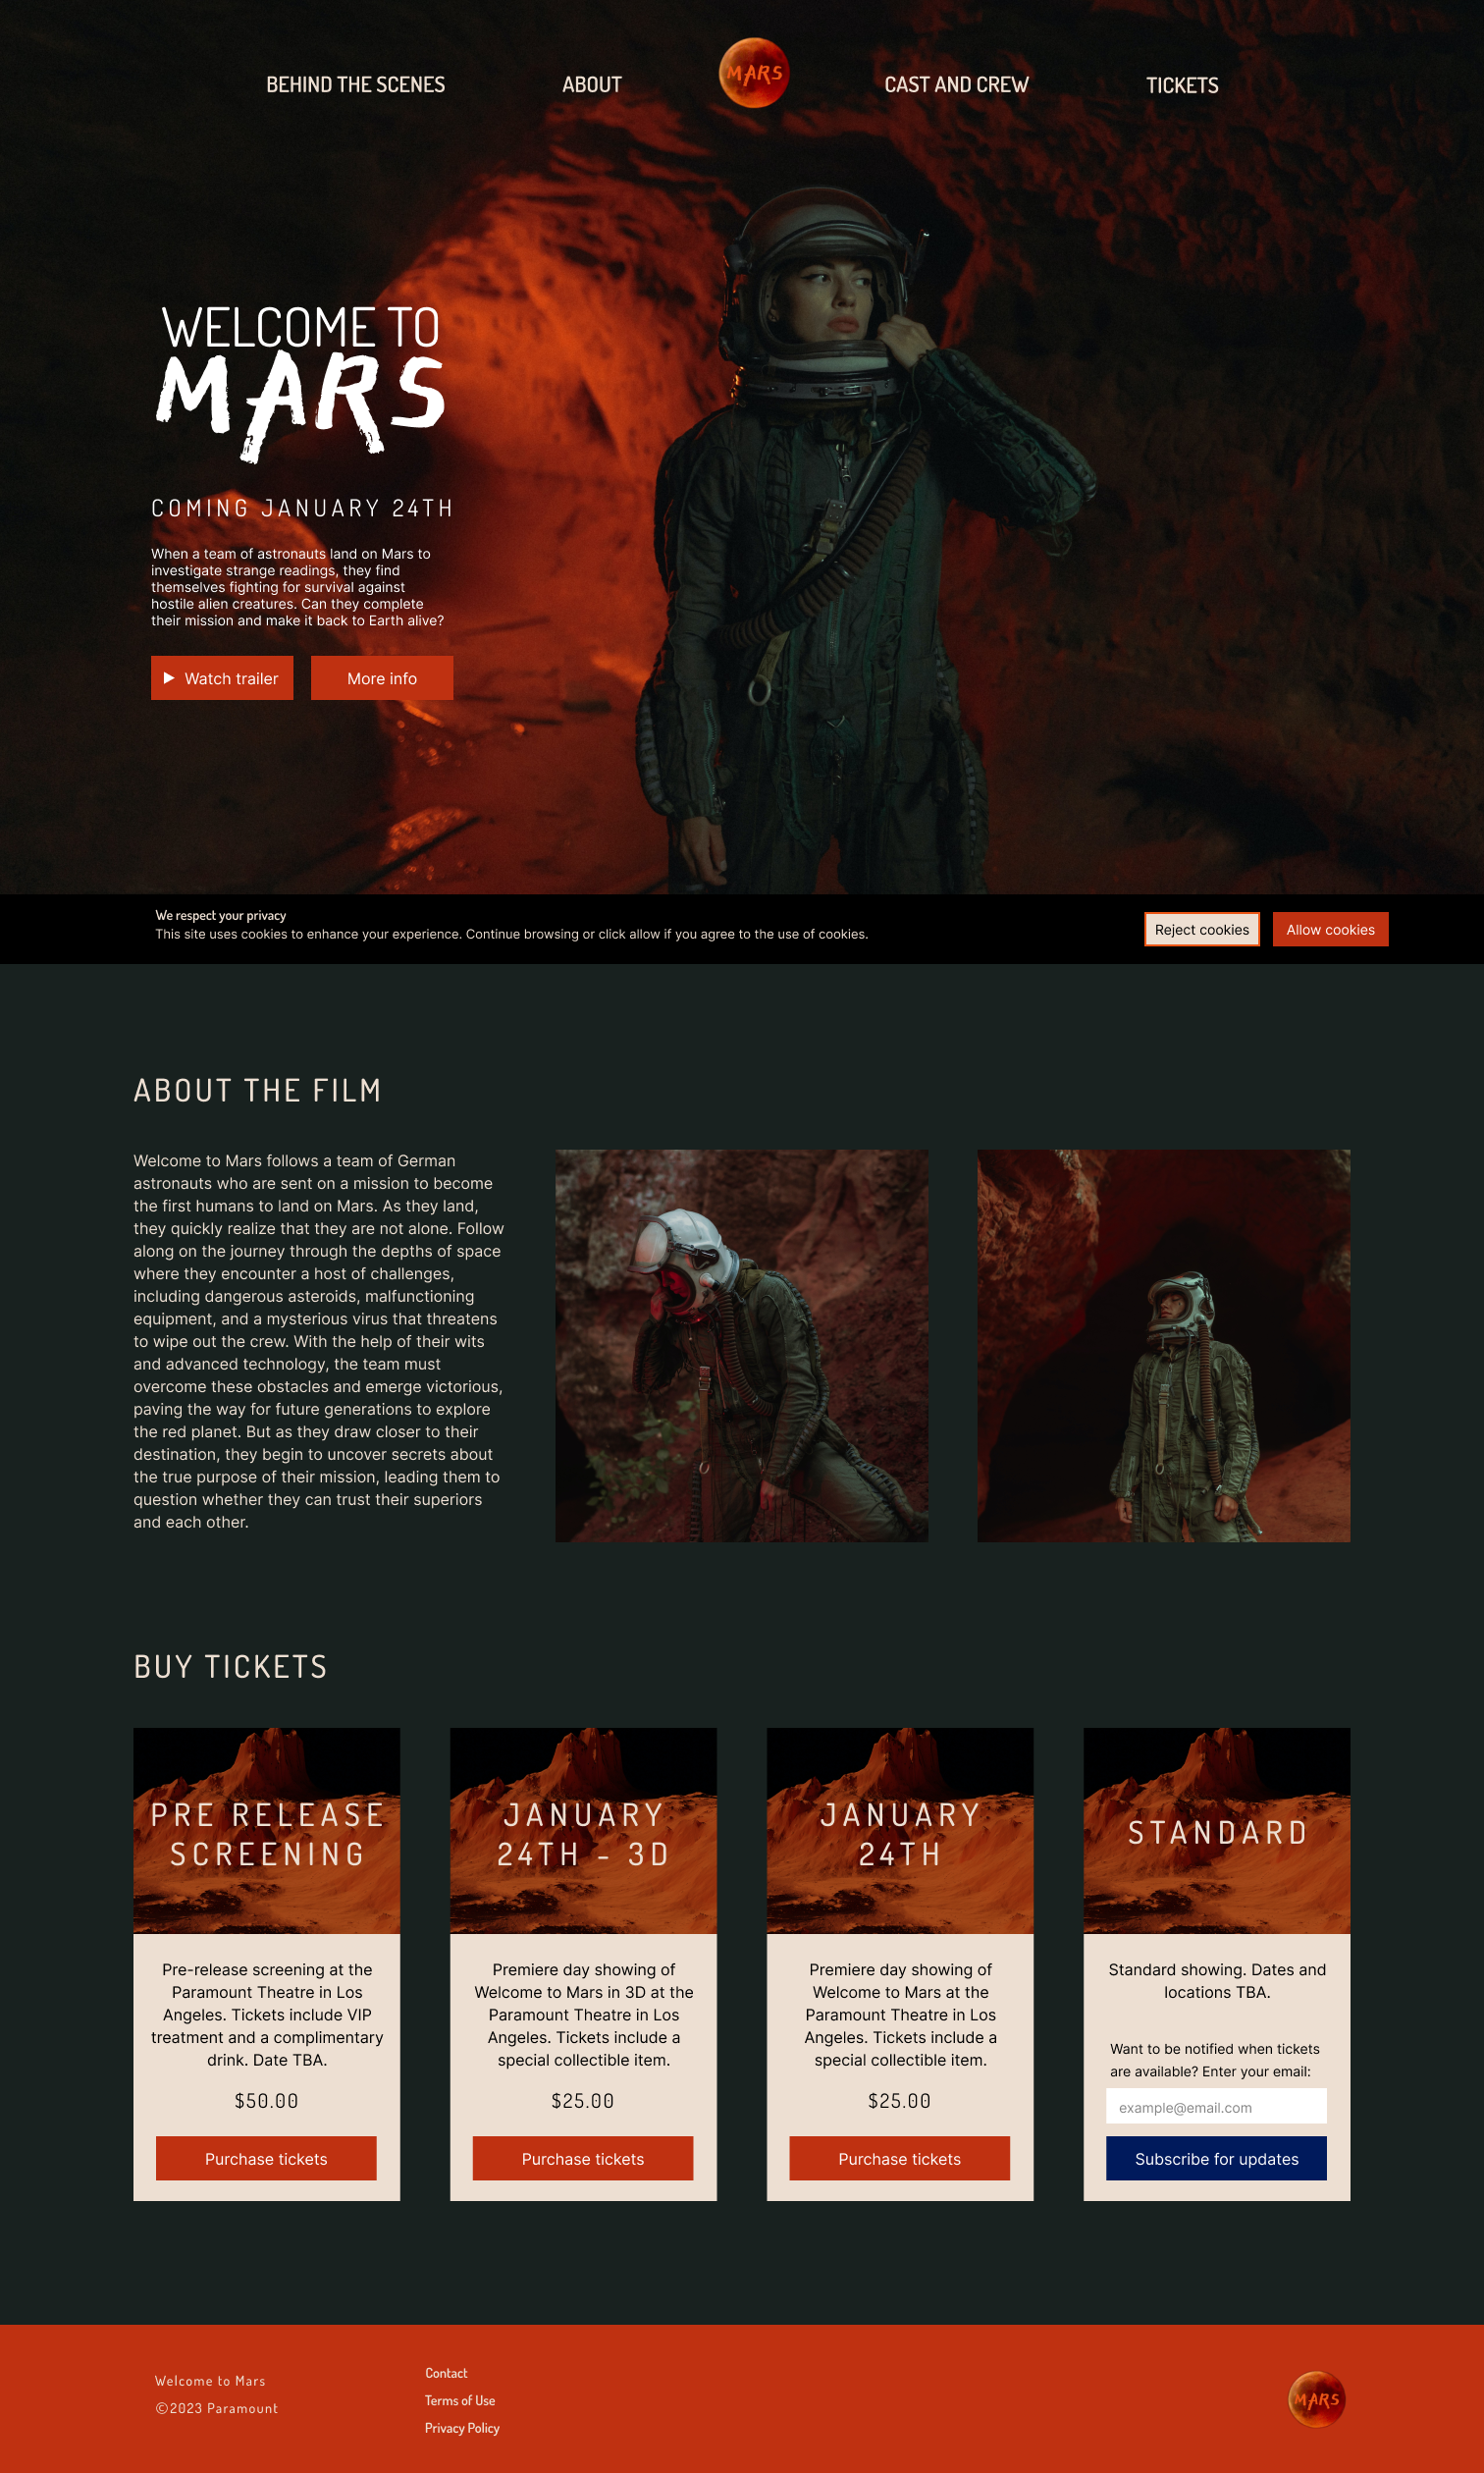 BEHIND THE SCENES
ABOUT
MARS
CAST AND CREW
TICKETS
WELCOME TO
MARS
COMING JANUARY 24TH
When a team of astronauts land on Mars to
investigate strange readings, they find
themselves fighting for survival against
hostile alien creatures. Can they complete
their mission and make it back to Earth alive?
Watch trailer
More info
We respect your privacy
This site uses cookies to enhance your experience. Continue browsing or click allow if you agree to the use of cookies.
Reject cookies
Allow cookies
ABOUT THE FILM
Welcome to Mars follows a team of German
astronauts who are sent on a mission to become
the first humans to land on Mars. As they land,
they quickly realize that they are not alone. Follow
along on the journey through the depths of space
where they encounter a host of challenges,
including dangerous asteroids, malfunctioning
equipment, and a mysterious virus that threatens
to wipe out the crew. With the help of their wits
and advanced technology, the team must
overcome these obstacles and emerge victorious,
paving the way for future generations to explore
the red planet. But as they draw closer to their
destination, they begin to uncover secrets about
the true purpose of their mission, leading them to
question whether they can trust their superiors
and each other.
BUY TICKETS
PRE RELEASE
SCREENING
Pre-release screening at the
Paramount Theatre in Los
Angeles. Tickets include VIP
treatment and a complimentary
drink. Date TBA.
$50.00
Purchase tickets
JANUARY
24TH - 3D
Premiere day showing of
Welcome to Mars in 3D at the
Paramount Theatre in Los
Angeles. Tickets include a
special collectible item.
$25.00
Purchase tickets
JANUARY
24TH
Premiere day showing of
Welcome to Mars at the
Paramount Theatre in Los
Angeles. Tickets include a
special collectible item.
$25.00
Purchase tickets
STANDARD
Standard showing. Dates and
locations TBA.
Want to be notified when tickets
are available? Enter your email:
example@email.com
Subscribe for updates
Welcome to Mars
©2023 Paramount
Contact
Terms of Use
Privacy Policy
MARS